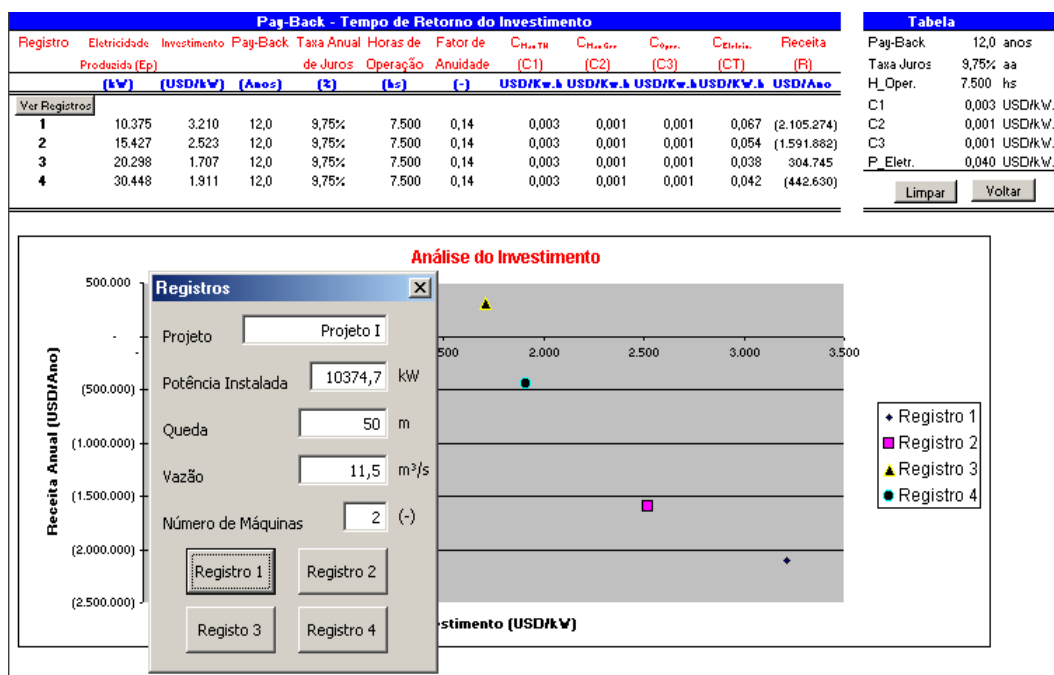 Pay-Back - Tempo de Retorno do Investimento
Registro Eletricidade Investimento Pay-Back Taxa Anual Horas de Fator de C Man TH C Man Ger C Oper. C Eletric. Receita
Produzida (Ep) de Juros Operação Anuidade (C1) (C2) (C3) (CT) (R)
(kW) (USD/kW) (Anos) (%) (hs) (-) USD/Kw.h USD/KW.h USD/Kw.h USD/KW.h USD/Ano
Ver Registros
1 10.375 3.210 12,0 9,75% 7.500 0,14 0,003 0,001 0,001 0,067 (2.105.274)
2 15.427 2.523 12,0 9,75% 7.500 0,14 0,003 0,001 0,001 0,054 (1.591.882)
3 20.298 1.707 12,0 9,75% 7.500 0,14 0,003 0,001 0,001 0,038 304.745
4 30.448 1.911 12,0 9,75% 7.500 0,14 0,003 0,001 0,001 0,042 (442.630)
Tabela
Pay-Back 12,0 anos
Taxa Juros 9,75% aa
H_Oper. 7.500 hs
C1 0,003 USD/kW.
C2 0,001 USD/kW.
C3 0,001 USD/kW.
P_Eletr. 0,040 USD/kW.
Limpar Voltar
Análise do Investimento
500.000
-
(500.000)
(1.000.000)
(1.500.000)
(2.000.000)
(2.500.000)
Receita Anual (USD/Ano)
- .500 2.000 2.500 3.000 3.500
stimento (USD/kW)
Registro 1
Registro 2
Registro 3
Registro 4
Registros
Projeto Projeto I
Potência Instalada 10374,7 kW
Queda 50 m
Vazão 11,5 m³/s
Número de Máquinas 2 (-)
Registro 1 Registro 2
Registo 3 Registro 4